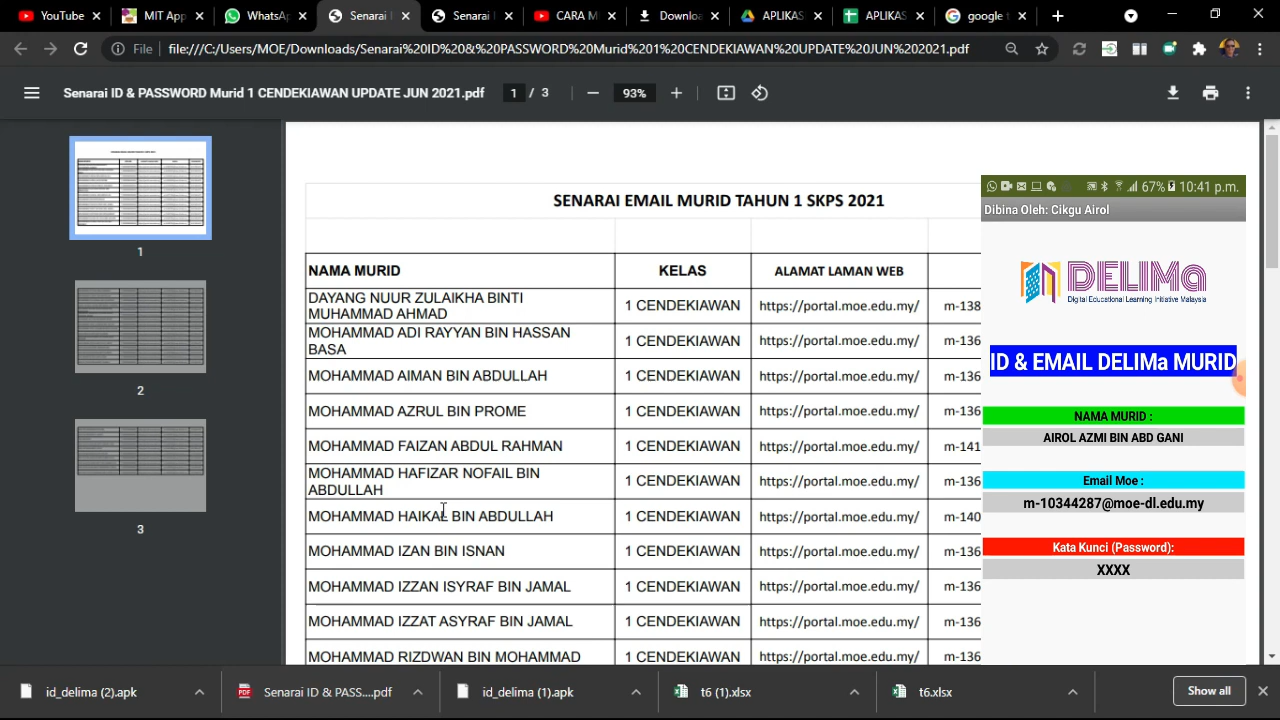 YouTube
MIT App
WhatsA
Senarai
Senarai
CARA M
Downlo
APLIKAS
APLIKAS
google
File
file:///C:/Users/MOE/Downloads/Senarai%20ID%20&%20PASSWORD%20Murid%201%20CENDEKIAWAN%20UPDATE%20JUN%202021.pdf
Senarai ID & PASSWORD Murid 1 CENDEKIAWAN UPDATE JUN 2021.pdf
1 / 3
93%
1
2
3
SENARAI EMAIL MURID TAHUN 1 SKPS 2021
NAMA MURID KELAS ALAMAT LAMAN WEB
DAYANG NUUR ZULAIKHA BINTI
MUHAMMAD AHMAD 1 CENDEKIAWAN https://portal.moe.edu.my/ m-138
MOHAMMAD ADI RAYYAN BIN HASSAN
BASA 1 CENDEKIAWAN https://portal.moe.edu.my/ m-136
MOHAMMAD AIMAN BIN ABDULLAH 1 CENDEKIAWAN https://portal.moe.edu.my/ m-136
MOHAMMAD AZRUL BIN PROME 1 CENDEKIAWAN https://portal.moe.edu.my/ m-136
MOHAMMAD FAIZAN ABDUL RAHMAN 1 CENDEKIAWAN https://portal.moe.edu.my/ m-141
MOHAMMAD HAFIZAR NOFAIL BIN
ABDULLAH 1 CENDEKIAWAN https://portal.moe.edu.my/ m-136
MOHAMMAD HAIKAL BIN ABDULLAH 1 CENDEKIAWAN https://portal.moe.edu.my/ m-140
MOHAMMAD IZAN BIN ISNAN 1 CENDEKIAWAN https://portal.moe.edu.my/ m-136
MOHAMMAD IZZAN ISYRAF BIN JAMAL 1 CENDEKIAWAN https://portal.moe.edu.my/ m-136
MOHAMMAD IZZAT ASYRAF BIN JAMAL 1 CENDEKIAWAN https://portal.moe.edu.my/ m-136
MOHAMMAD RIZDWAN BIN MOHAMMAD 1 CENDEKIAWAN https://portal.moe.edu.my/ m-136
67% 10:41 p.m.
Dibina Oleh: Cikgu Airol
DELIMa
Digital Educational Learning Initiative Malaysia
ID & EMAIL DELIMa MURID
NAMA MURID :
AIROL AZMI BIN ABD GANI
Email Moe :
m-10344287@moe-dl.edu.my
Kata Kunci (Password):
XXXX
id_delima (2).apk
Senarai ID & PASS....pdf
id_delima (1).apk
t6 (1).xlsx
t6.xlsx
Show all